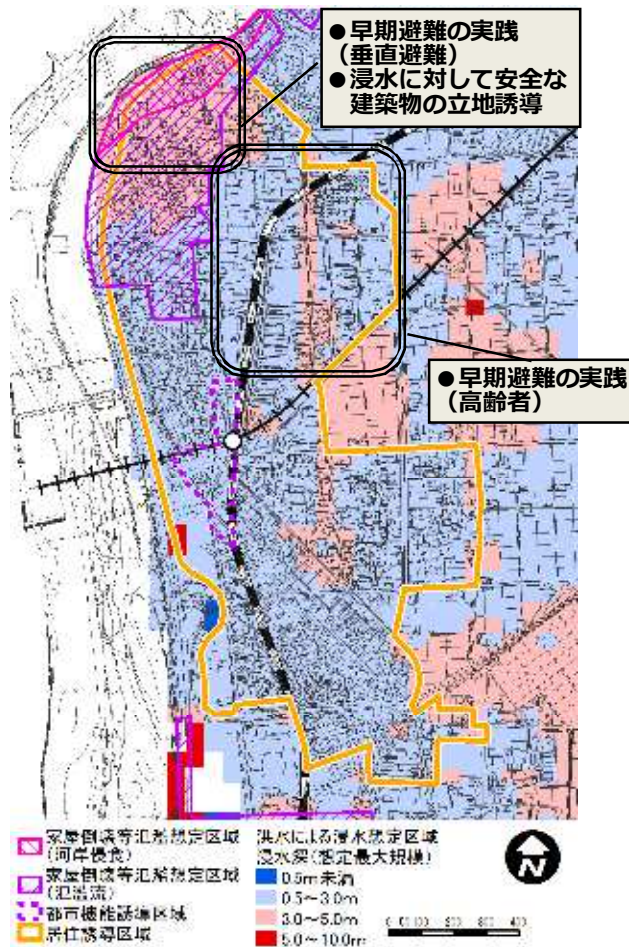 ●早期避難の実践
（垂直避難）
●浸水に対して安全な
建築物の立地誘導
●早期避難の実践
（高齢者）
家屋倒壊等氾濫想定区域
（河岸侵食）
家屋倒壊等氾濫想定区域
（氾濫流）
都市機能誘導区域
居住誘導区域
洪水による浸水想定区域
浸水深（想定最大規模）
0.5m未満
0.5～3.0m
3.0～5.0m
5.0～10.0m
N